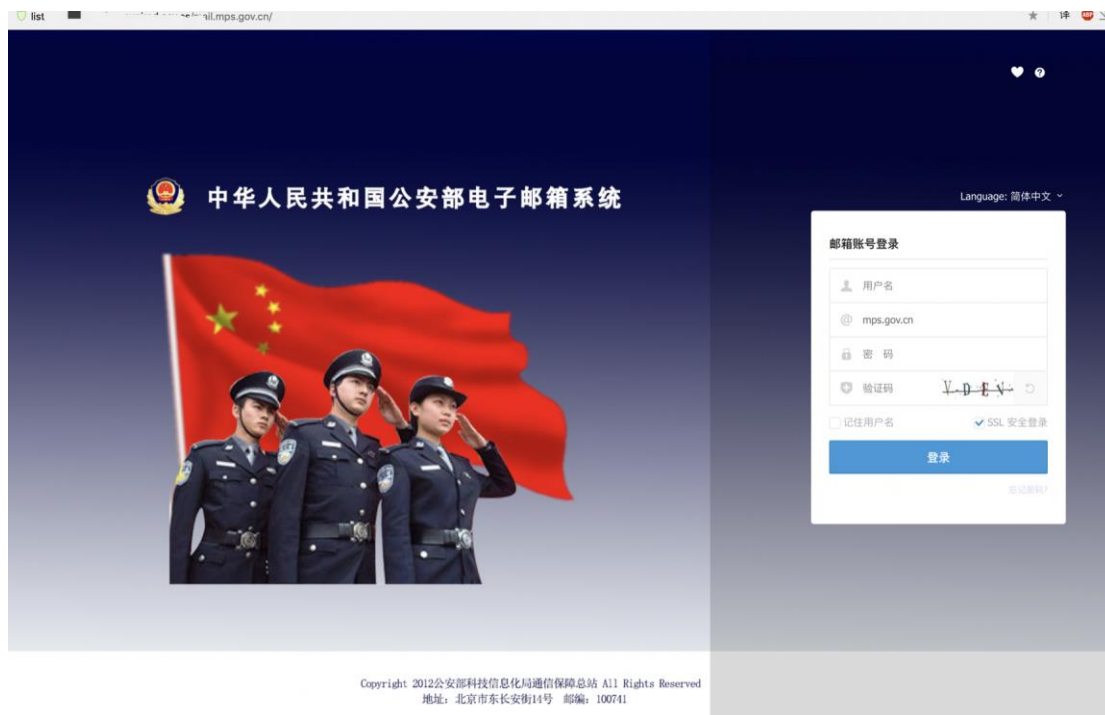 list
mail.mps.gov.cn/
译
ABP
中华人民共和国公安部电子邮箱系统
Language: 简体中文
邮箱账号登录
用户名
@ mps.gov.cn
密 码
验证码 V D E V
记住用户名 SSL 安全登录
登录
忘记密码?
Copyright 2012公安部科技信息化局通信保障总站 All Rights Reserved
地址：北京市东长安街14号 邮编：100741